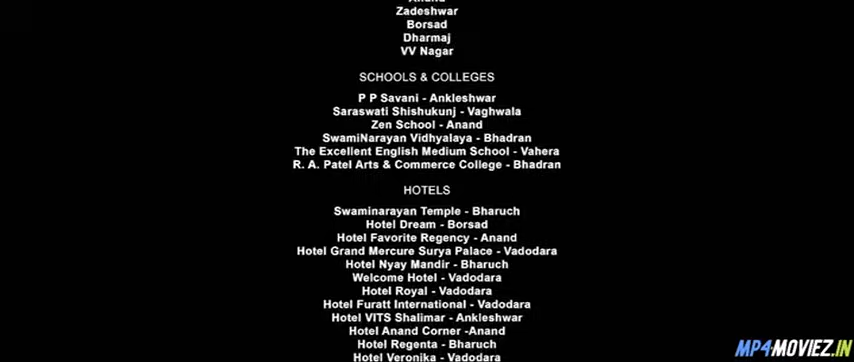 Anand
Zadeshwar
Borsad
Dharmaj
VV Nagar
SCHOOLS & COLLEGES
P P Savani - Ankleshwar
Saraswati Shishukunj - Vaghwala
Zen School - Anand
SwamiNarayan Vidhyalaya - Bhadran
The Excellent English Medium School - Vahera
R. A. Patel Arts & Commerce College - Bhadran
HOTELS
Swaminarayan Temple - Bharuch
Hotel Dream - Borsad
Hotel Favorite Regency - Anand
Hotel Grand Mercure Surya Palace - Vadodara
Hotel Nyay Mandir - Bharuch
Welcome Hotel - Vadodara
Hotel Royal - Vadodara
Hotel Furatt International - Vadodara
Hotel VITS Shalimar - Ankleshwar
Hotel Anand Corner -Anand
Hotel Regenta - Bharuch
Hotel Veronika - Vadodara
MP4MOVIEZ.IN